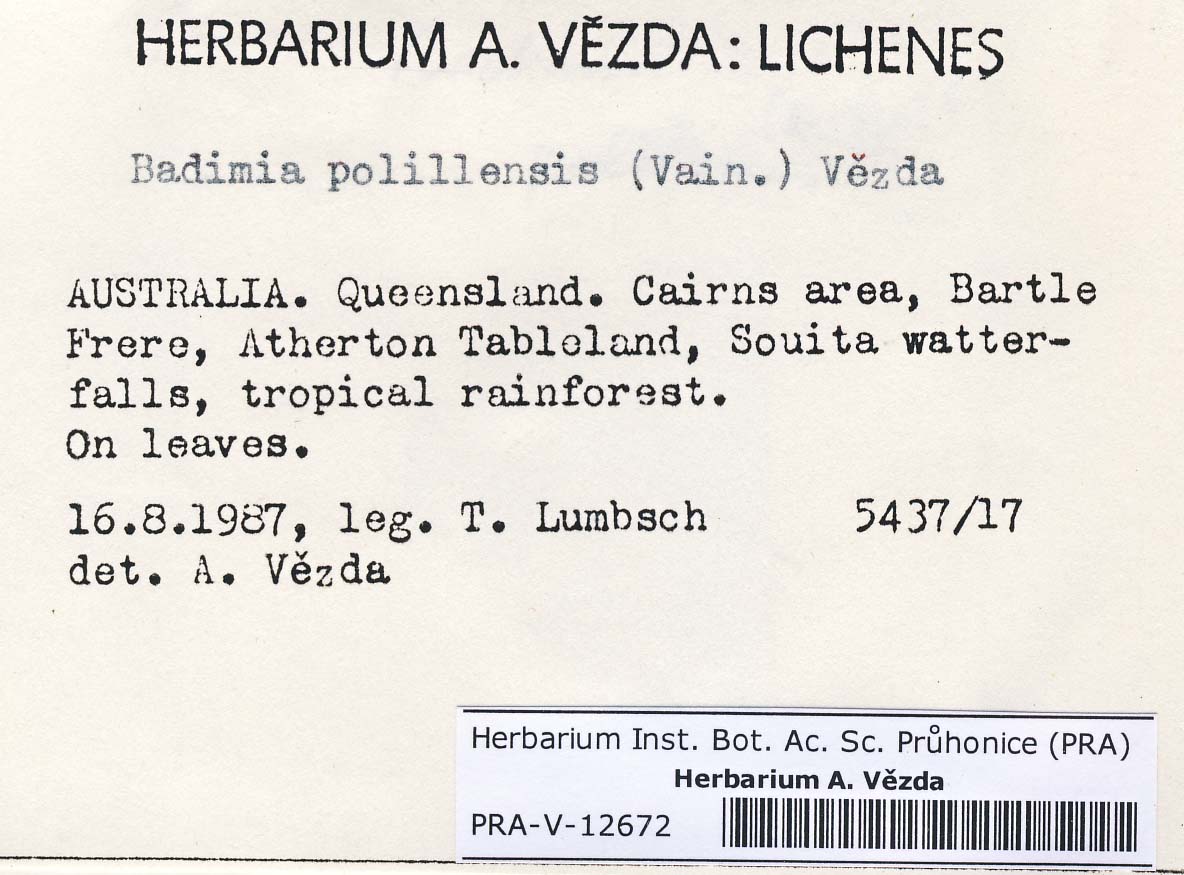 HERBARIUM A. VĚZDA: LICHENES
Badimia polillensis (Vain.) Vězda
AUSTRALIA. Queensland. Cairns area, Bartle
Frere, Atherton Tableland, Souita watter-
falls, tropical rainforest.
On leaves.
16.8.1987, leg. T. Lumbsch 5437/17
det. A. Vězda
Herbarium Inst. Bot. Ac. Sc. Průhonice (PRA)
Herbarium A. Vězda
PRA-V-12672